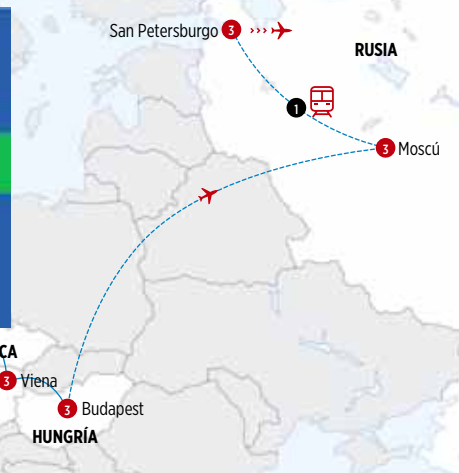 San Petersburgo 3
RUSIA
1
3 Moscú
CA
3 Viena
3 Budapest
HUNGRÍA